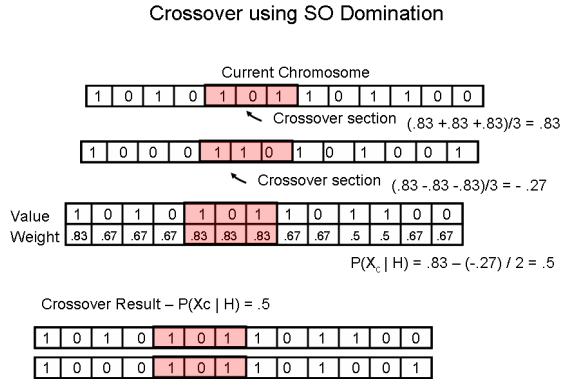 Crossover using SO Domination
Current Chromosome
1 0 1 0 1 0 1 1 0 1 1 0 0
Crossover section (.83 +.83 +.83)/3 = .83
1 0 0 0 1 1 0 1 0 1 0 0 1
Crossover section (.83 -.83 -.83)/3 = - .27
Value 1 0 1 0 1 0 1 1 0 1 1 0 0
Weight .83 .67 .67 .67 .83 .83 .83 .67 .67 .5 .5 .67 .67
P(Xc | H) = .83 – (-.27) / 2 = .5
Crossover Result – P(Xc | H) = .5
1 0 1 0 1 0 1 1 0 1 1 0 0
1 0 0 0 1 0 1 1 0 1 0 0 1